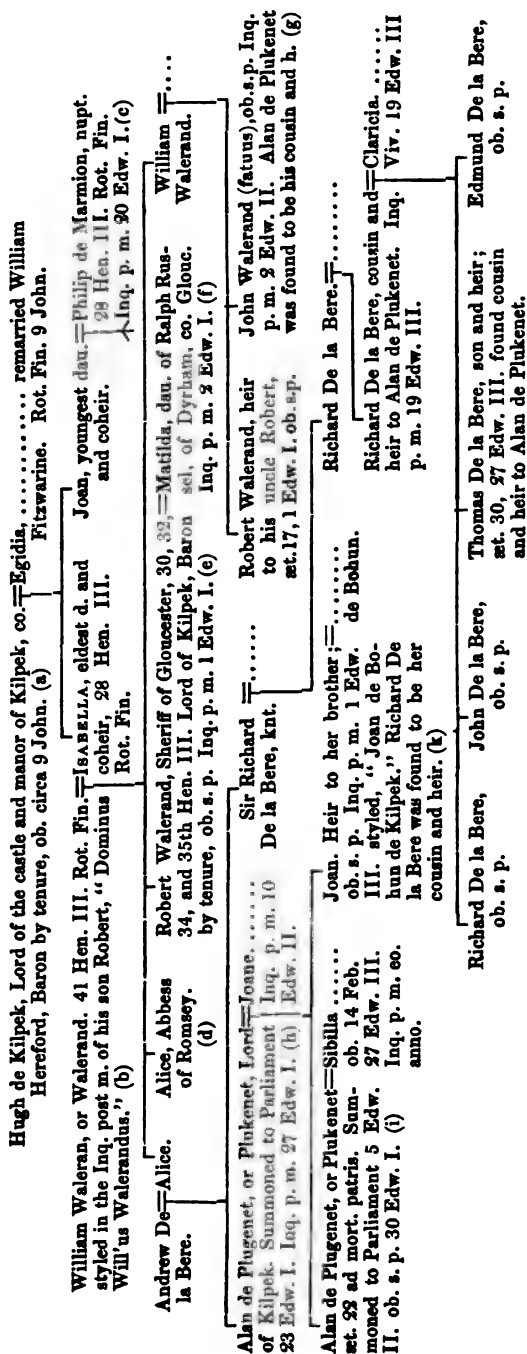 Hugh de Kilpek, Lord of the castle and manor of Kilpek, co.=Egidia, ............ remarried William
Hereford, Baron by tenure, ob. circa 9 John. (a)
Fitzwarine. Rot. Fin. 9 John.
William Waleran, or Walerand. 41 Hen. III. Rot. Fin.=ISABELLA, eldest d. and
styled in the Inq. post m. of his son Robert, "Dominus
coheir, 28 Hen. III.
Will'us Walerandus." (b)
Rot. Fin.
Joan, youngest dau.=Philip de Marmion, nupt.
and coheir.
28 Hen. III. Rot. Fin.
Inq. p. m. 20 Edw. I.(c)
Andrew De=Alice.
la Bere.
Alice, Abbess
of Romsey.
(d)
Robert Walerand, Sheriff of Gloucester, 30, 32,=Matilda, dau. of Ralph Rus-
34, and 35th Hen. III. Lord of Kilpek, Baron
sel, of Dyrham, co. Glouc.
by tenure, ob. s. p. Inq. p. m. 1 Edw. I. (e)
Inq. p. m. 2 Edw. I. (f)
William =.....
Walerand.
Alan de Plugenet, or Plukenet, Lord=Joane.......
of Kilpek. Summoned to Parliament
Inq. p. m. 10
23 Edw. I. Inq. p. m. 27 Edw. I. (h)
Edw. II.
Sir Richard =......
De la Bere, knt.
Robert Walerand, heir
to his uncle Robert,
æt.17, 1 Edw. I. ob.s.p.
John Walerand (fatuus), ob.s.p. Inq.
p. m. 2 Edw. II. Alan de Plukenet
was found to be his cousin and h. (g)
Alan de Plugenet, or Plukenet=Sibilla ......
æt. 22 ad mort. patris. Sum-
ob. 14 Feb.
moned to Parliament 5 Edw.
27 Edw. III.
II. ob. s. p. 30 Edw. I. (i)
Inq. p. m. eo.
anno.
Joan. Heir to her brother;=........
ob. s. p. Inq. p. m. 1 Edw.
de Bohun.
III. styled, "Joan de Bo-
hun de Kilpek." Richard De
la Bere was found to be her
cousin and heir. (k)
Richard De la Bere.=........
Richard De la Bere, cousin and=Claricia.......
heir to Alan de Plukenet. Inq.
Viv. 19 Edw. III
p. m. 19 Edw. III.
Richard De la Bere,
ob. s. p.
John De la Bere,
ob. s. p.
Thomas De la Bere, son and heir;
æt. 30, 27 Edw. III. found cousin
and heir to Alan de Plukenet.
Edmund De la Bere,
ob. s. p.